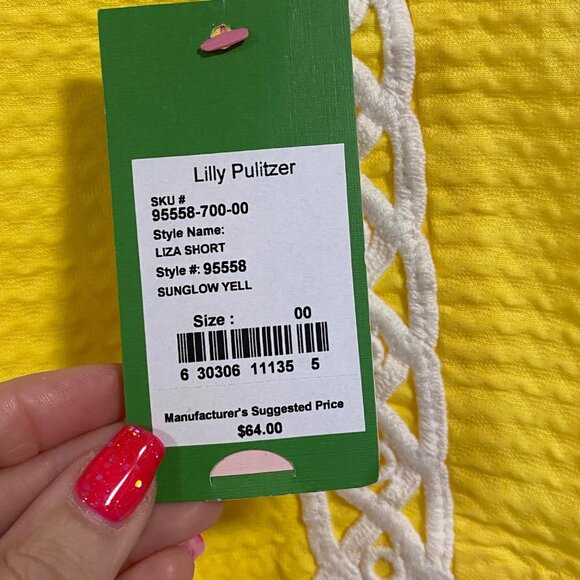 Lilly Pulitzer
SKU #
95558-700-00
Style Name:
LIZA SHORT
Style #: 95558
SUNGLOW YELL
Size : 00
6 30306 11135 5
Manufacturer's Suggested Price
$64.00